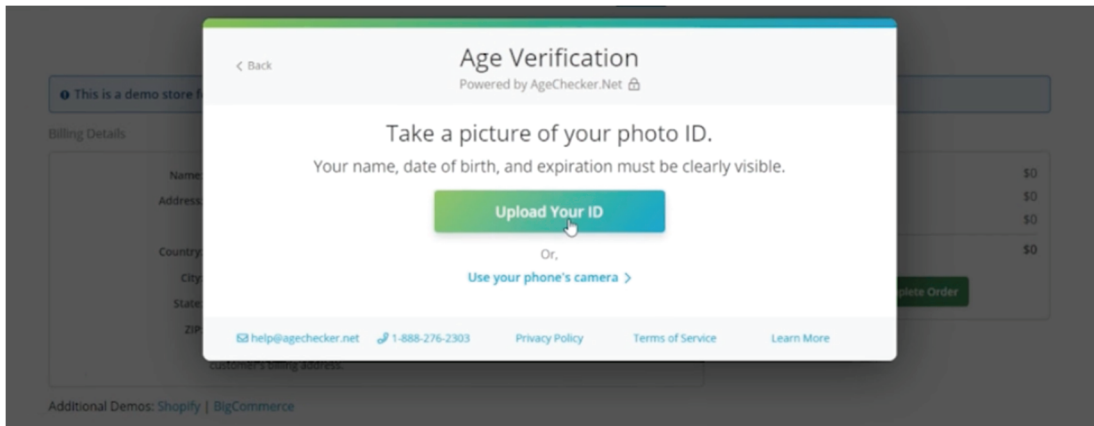 < Back
Age Verification
Powered by AgeChecker.Net
This is a demo store
Billing Details
Take a picture of your photo ID.
Your name, date of birth, and expiration must be clearly visible.
Name
Address
Country
City
State
ZIP
Upload Your ID
Or,
Use your phone's camera >
$0
$0
$0
$0
Order
help@agechecker.net 1-888-276-2303 Privacy Policy Terms of Service Learn More
customer's billing address.
Additional Demos: Shopify | BigCommerce